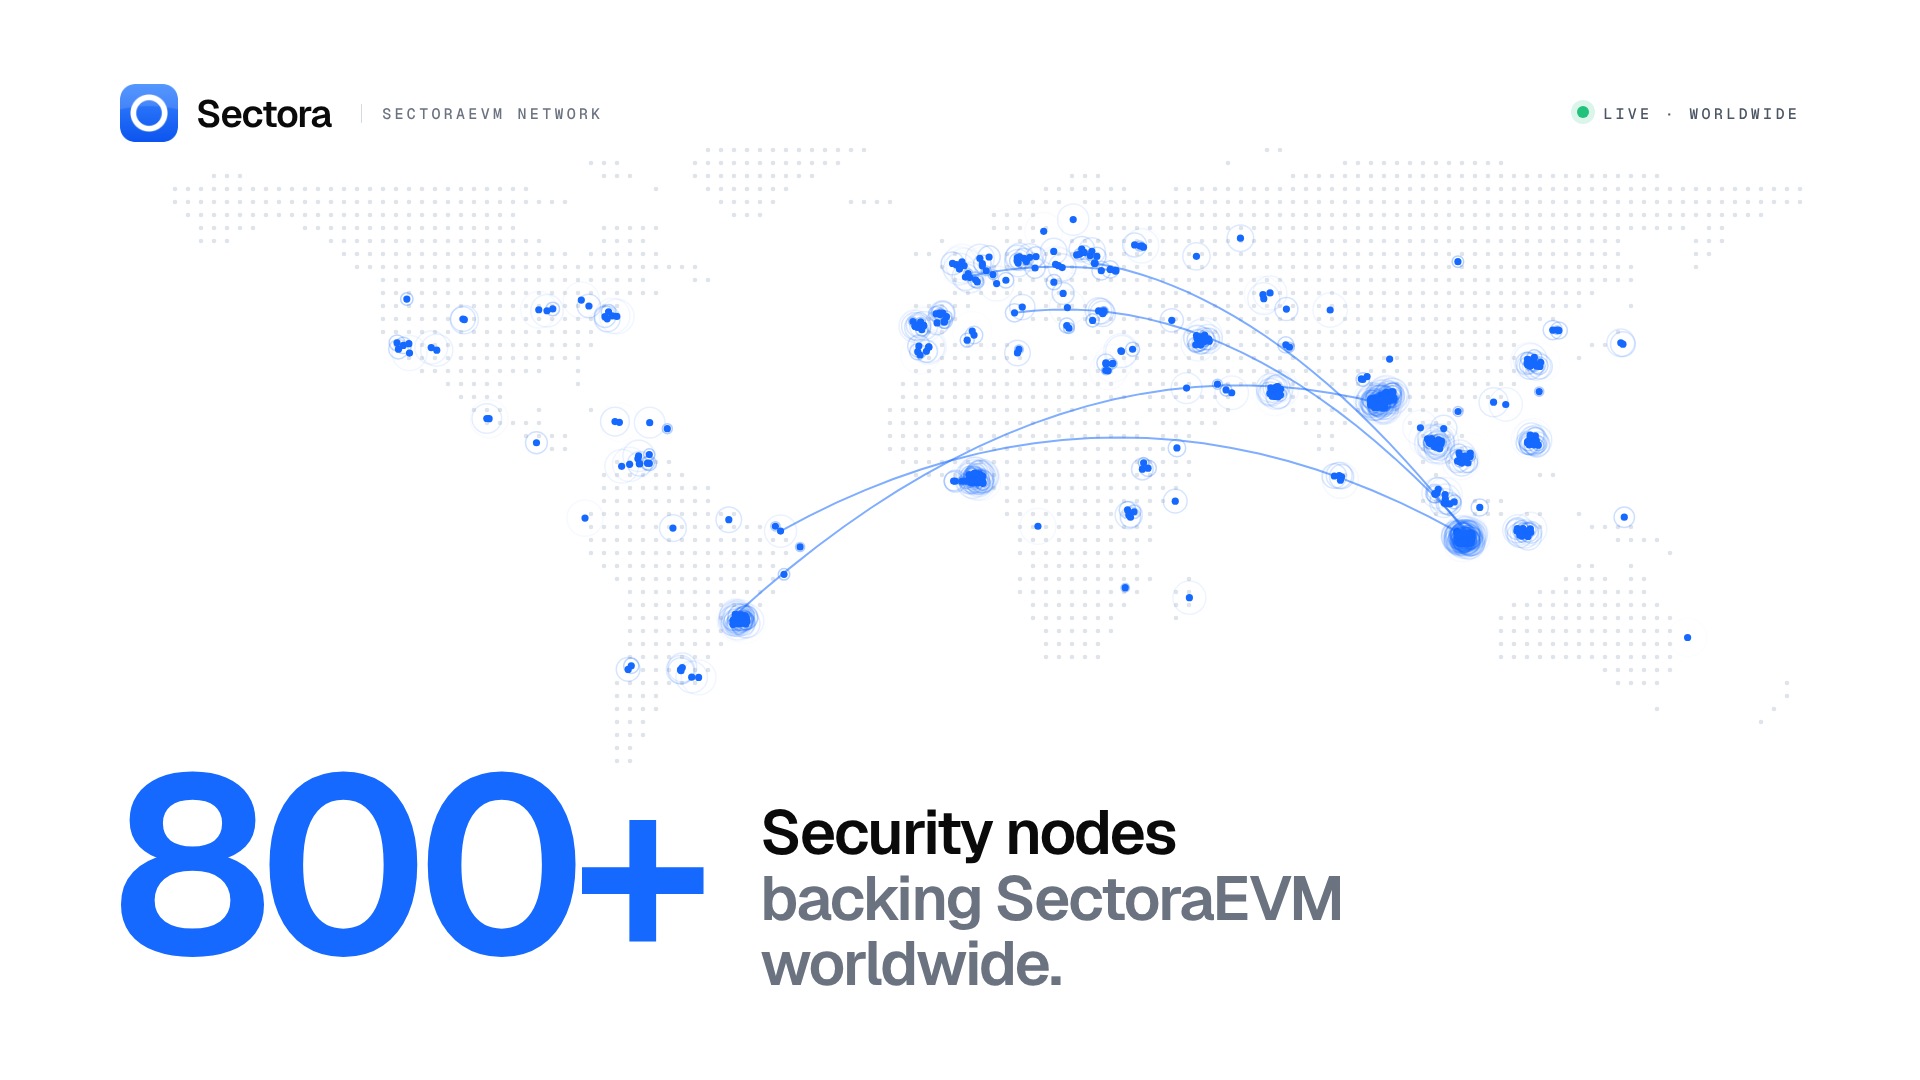 Sectora
SECTORAEVM NETWORK
LIVE · WORLDWIDE
800+
Security nodes
backing SectoraEVM
worldwide.